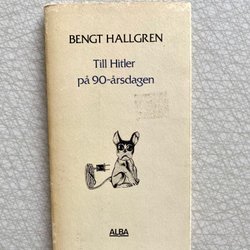 BENGT HALLGREN
Till Hitler
på 90-årsdagen
ALBA